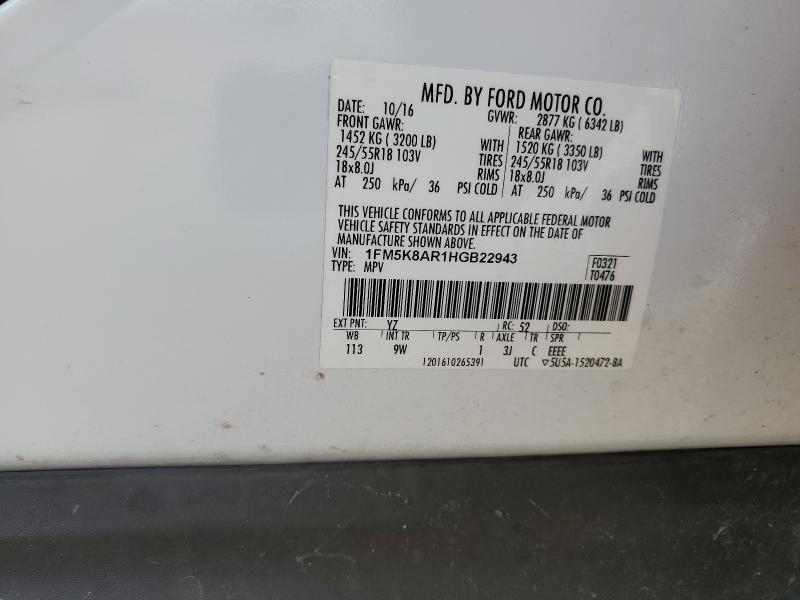 MFD. BY FORD MOTOR CO.
DATE: 10/16 GVWR: 2877 KG ( 6342 LB)
FRONT GAWR: REAR GAWR:
1452 KG ( 3200 LB) WITH 1520 KG ( 3350 LB) WITH
245/55R18 103V TIRES 245/55R18 103V TIRES
18x8.0J RIMS 18x8.0J RIMS
AT 250 kPa/ 36 PSI COLD AT 250 kPa/ 36 PSI COLD
THIS VEHICLE CONFORMS TO ALL APPLICABLE FEDERAL MOTOR
VEHICLE SAFETY STANDARDS IN EFFECT ON THE DATE OF
MANUFACTURE SHOWN ABOVE.
VIN: 1FM5K8AR1HGB22943 F0321
TYPE: MPV T0476
EXT PNT: YZ RC: 52 DSO:
WB INT TR TP/PS R AXLE TR SPR
113 9W 1 3J C EEEE
1201610265391 UTC ▽5U5A-1520472-BA